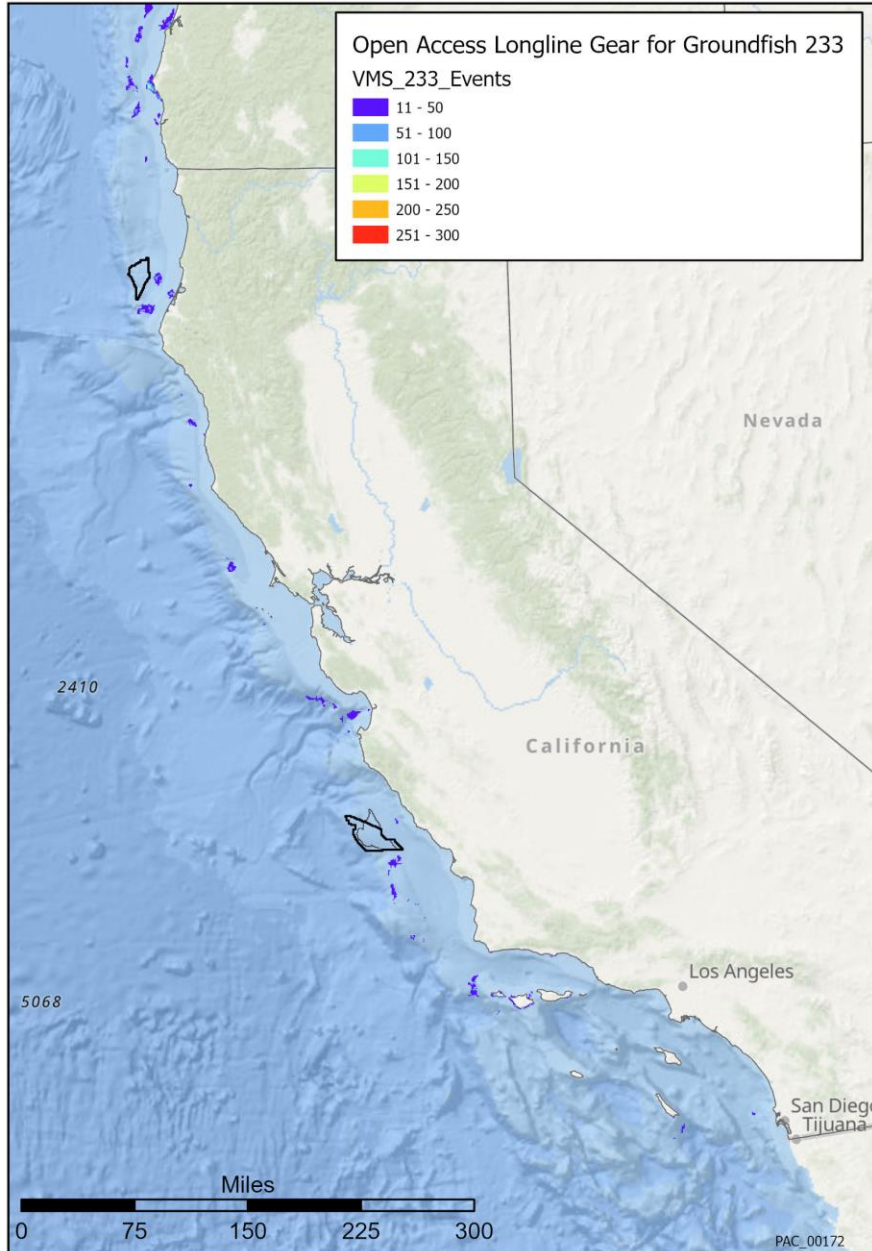 Open Access Longline Gear for Groundfish 233
VMS_233_Events
11 - 50
51 - 100
101 - 150
151 - 200
200 - 250
251 - 300
Nevada
2410
California
Los Angeles
5068
San Diego
Tijuana
Miles
0 75 150 225 300
PAC_00172